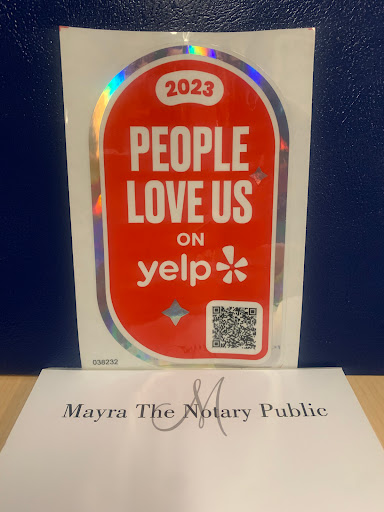 2023
PEOPLE
LOVE US
ON
yelp
038232
M
Mayra The Notary Public